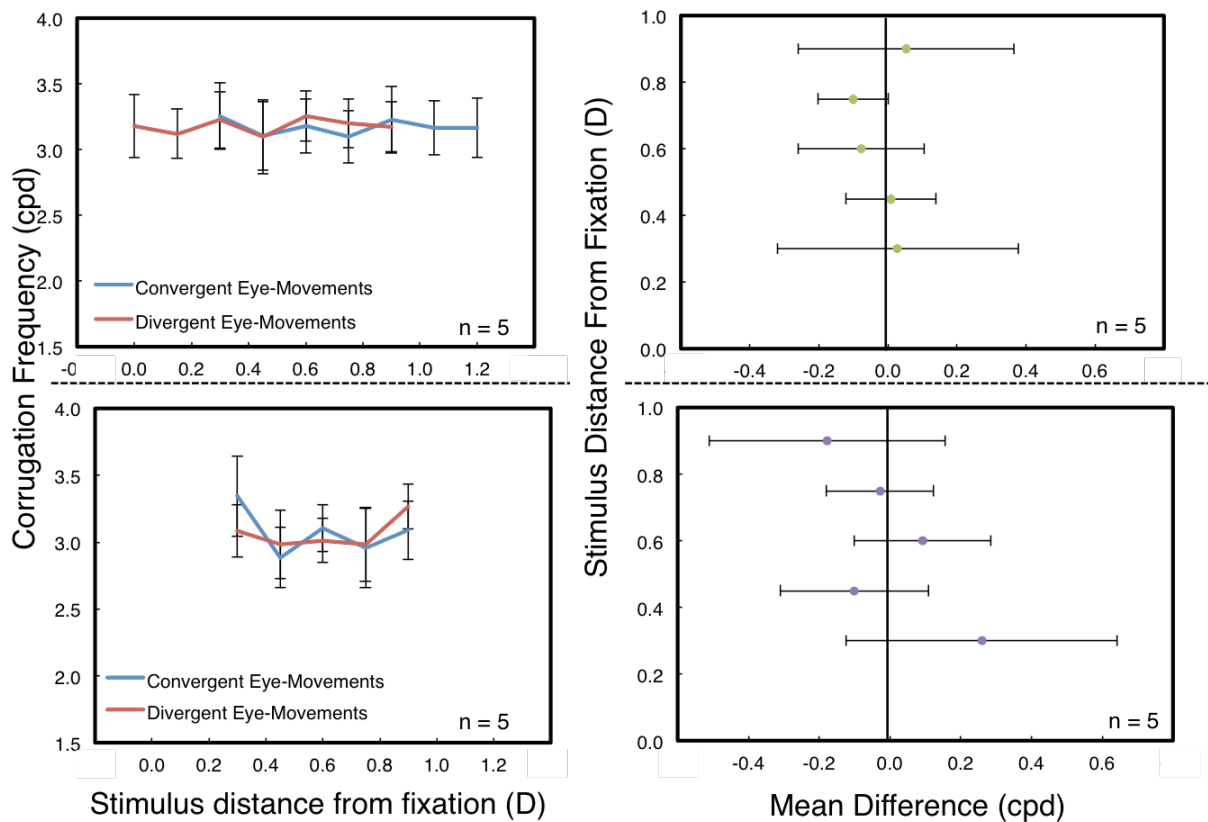 Corrugation Frequency (cpd)
4.0
3.5
3.0
2.5
2.0
1.5
Convergent Eye-Movements
Divergent Eye-Movements
n = 5
-0 0.0 0.2 0.4 0.6 0.8 1.0 1.2
4.0
3.5
3.0
2.5
2.0
1.5
Convergent Eye-Movements
Divergent Eye-Movements
n = 5
0.0 0.2 0.4 0.6 0.8 1.0 1.2
Stimulus distance from fixation (D)
Stimulus Distance From Fixation (D)
1.0
0.8
0.6
0.4
0.2
0.0
n = 5
-0.4 -0.2 0.0 0.2 0.4 0.6
1.0
0.8
0.6
0.4
0.2
0.0
n = 5
-0.4 -0.2 0.0 0.2 0.4 0.6
Mean Difference (cpd)